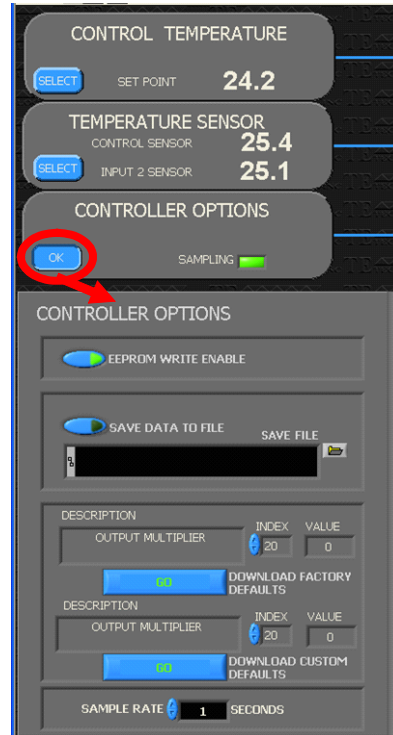 CONTROL TEMPERATURE
SELECT SET POINT 24.2
TEMPERATURE SENSOR
CONTROL SENSOR 25.4
SELECT INPUT 2 SENSOR 25.1
CONTROLLER OPTIONS
OK SAMPLING
CONTROLLER OPTIONS
EEPROM WRITE ENABLE
SAVE DATA TO FILE SAVE FILE
DESCRIPTION INDEX VALUE
OUTPUT MULTIPLIER 20 0
GO DOWNLOAD FACTORY
DEFAULTS
DESCRIPTION INDEX VALUE
OUTPUT MULTIPLIER 20 0
GO DOWNLOAD CUSTOM
DEFAULTS
SAMPLE RATE 1 SECONDS